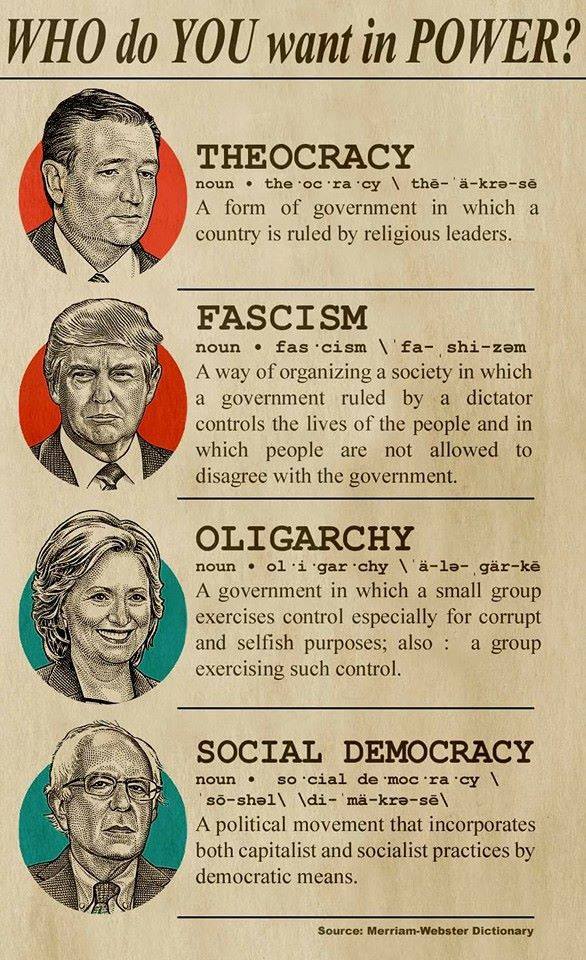 WHO do YOU want in POWER?
THEOCRACY
noun • the·oc·ra·cy \ thē-ˈä-krə-sē
A form of government in which a
country is ruled by religious leaders.
FASCISM
noun • fas·cism \ˈfa-ˌshi-zəm
A way of organizing a society in which
a government ruled by a dictator
controls the lives of the people and in
which people are not allowed to
disagree with the government.
OLIGARCHY
noun • ol·i·gar·chy \ˈä-lə-ˌgär-kē
A government in which a small group
exercises control especially for corrupt
and selfish purposes; also : a group
exercising such control.
SOCIAL DEMOCRACY
noun • so·cial de·moc·ra·cy \
ˈsō-shəl\ \di-ˈmä-krə-sē\
A political movement that incorporates
both capitalist and socialist practices by
democratic means.
Source: Merriam-Webster Dictionary